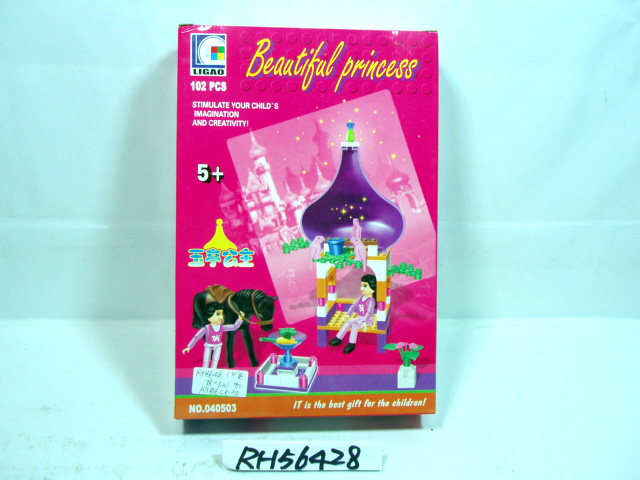 LIGAO
Beautiful princess
102 PCS
STIMULATE YOUR CHILD`S
IMAGINATION
AND CREATIVITY!
5+
玉亭公主
NO.040503
IT is the best gift for the children!
RH56428